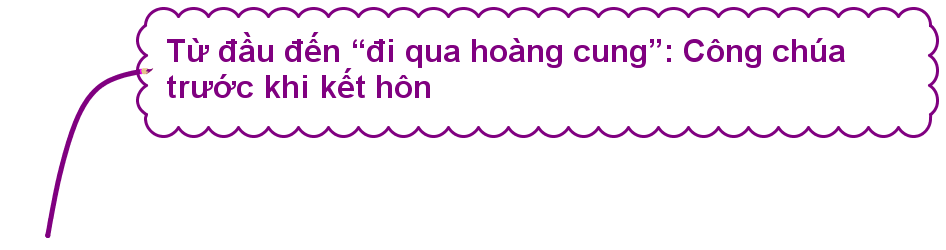 Từ đầu đến “đi qua hoàng cung”: Công chúa
trước khi kết hôn